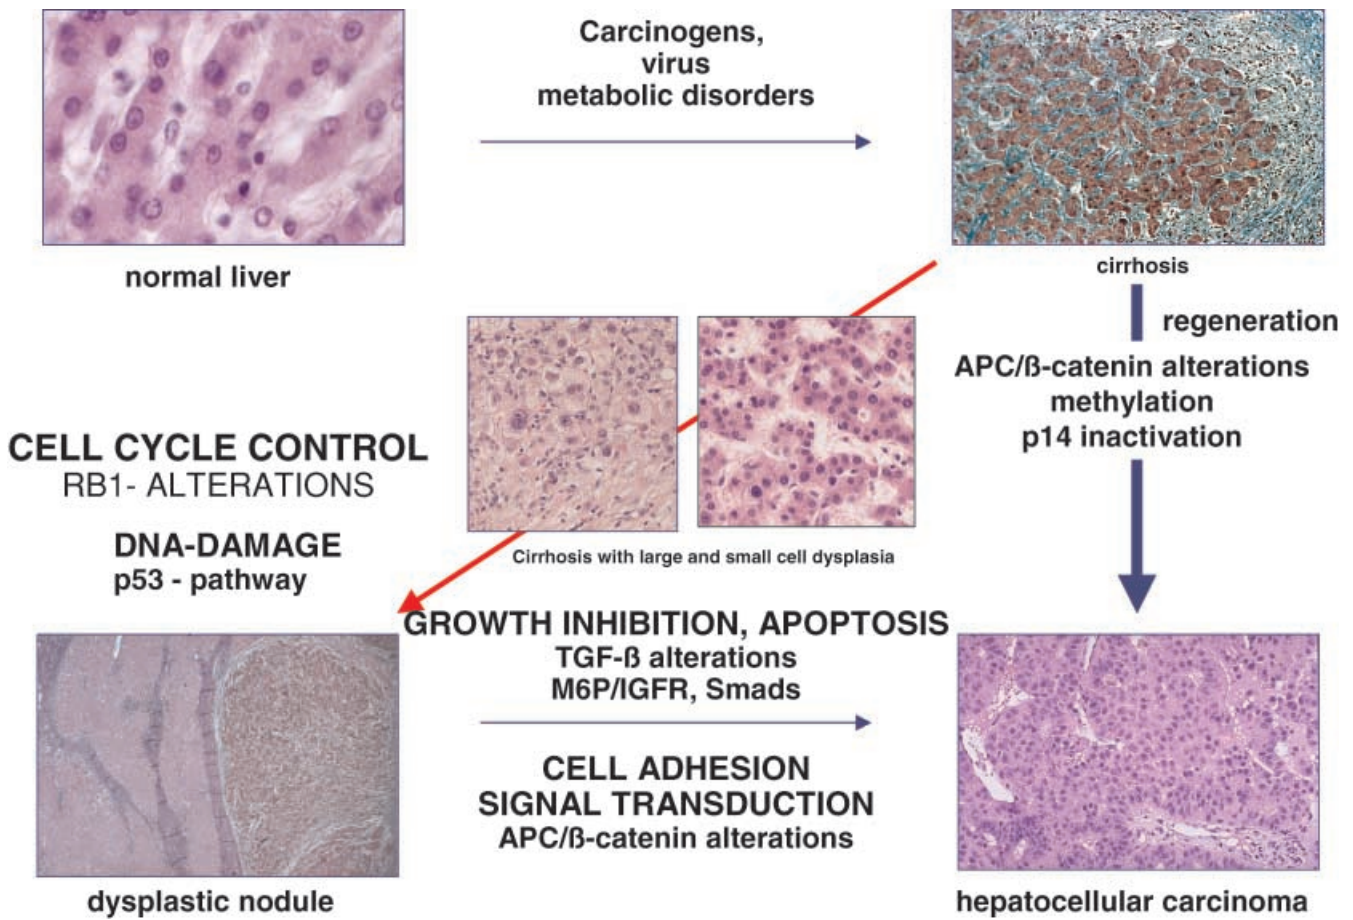 Carcinogens,
virus
metabolic disorders
normal liver
cirrhosis
regeneration
APC/ß-catenin alterations
methylation
p14 inactivation
CELL CYCLE CONTROL
RB1- ALTERATIONS
DNA-DAMAGE
p53 - pathway
Cirrhosis with large and small cell dysplasia
GROWTH INHIBITION, APOPTOSIS
TGF-ß alterations
M6P/IGFR, Smads
CELL ADHESION
SIGNAL TRANSDUCTION
APC/ß-catenin alterations
dysplastic nodule
hepatocellular carcinoma